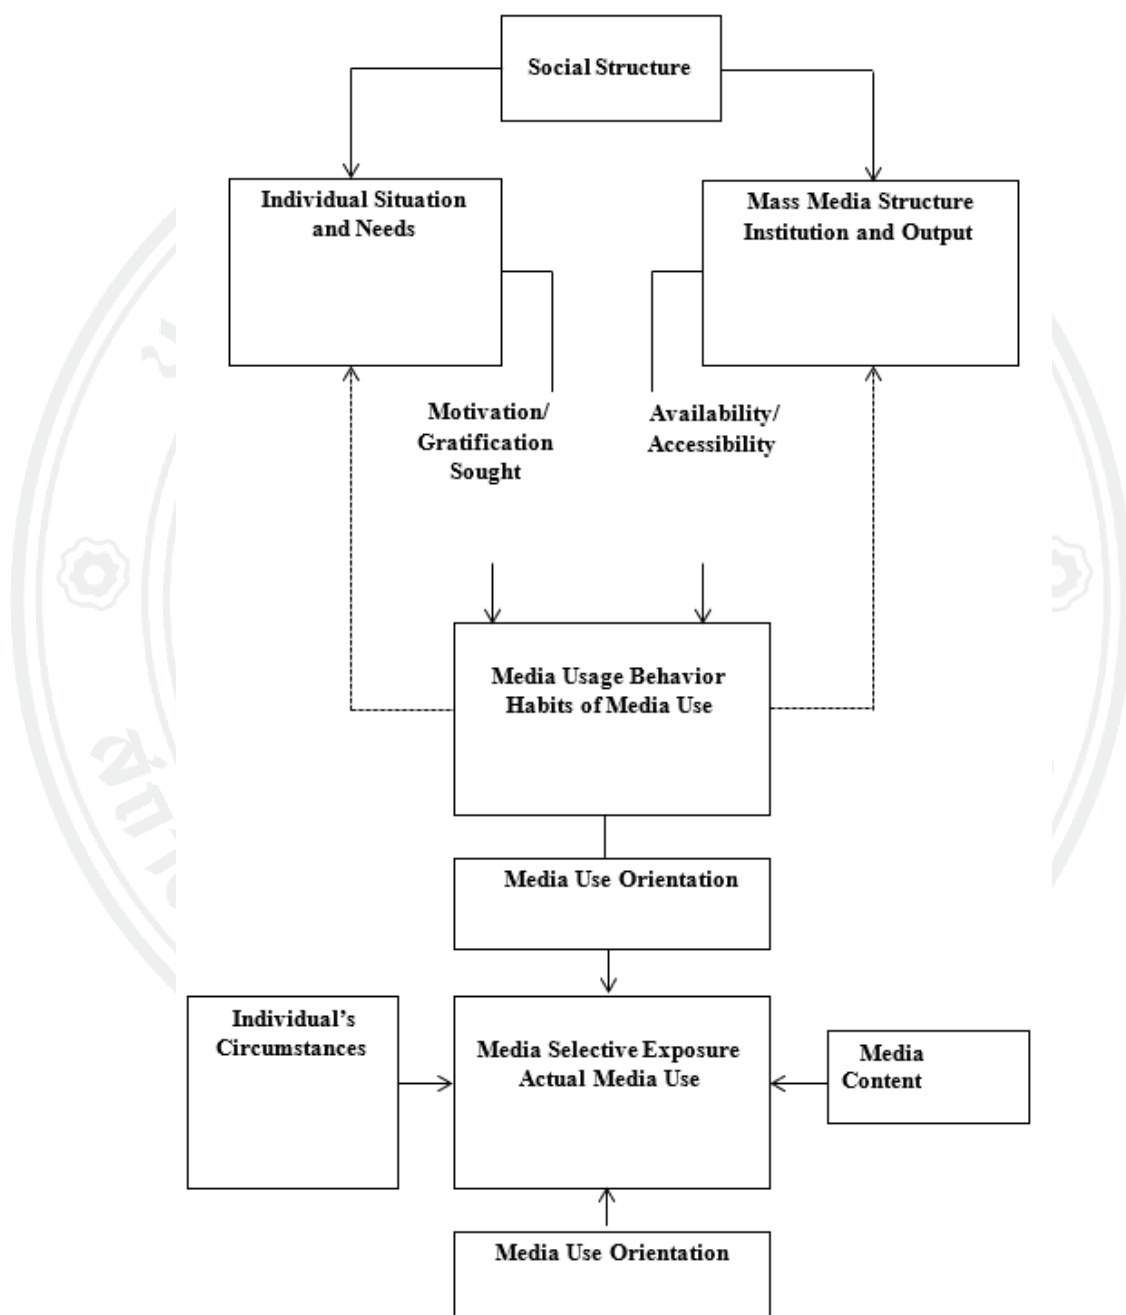 Social Structure
Individual Situation
and Needs
Mass Media Structure
Institution and Output
Motivation/
Gratification
Sought
Availability/
Accessibility
Media Usage Behavior
Habits of Media Use
Media Use Orientation
Individual’s
Circumstances
Media Selective Exposure
Actual Media Use
Media
Content
Media Use Orientation